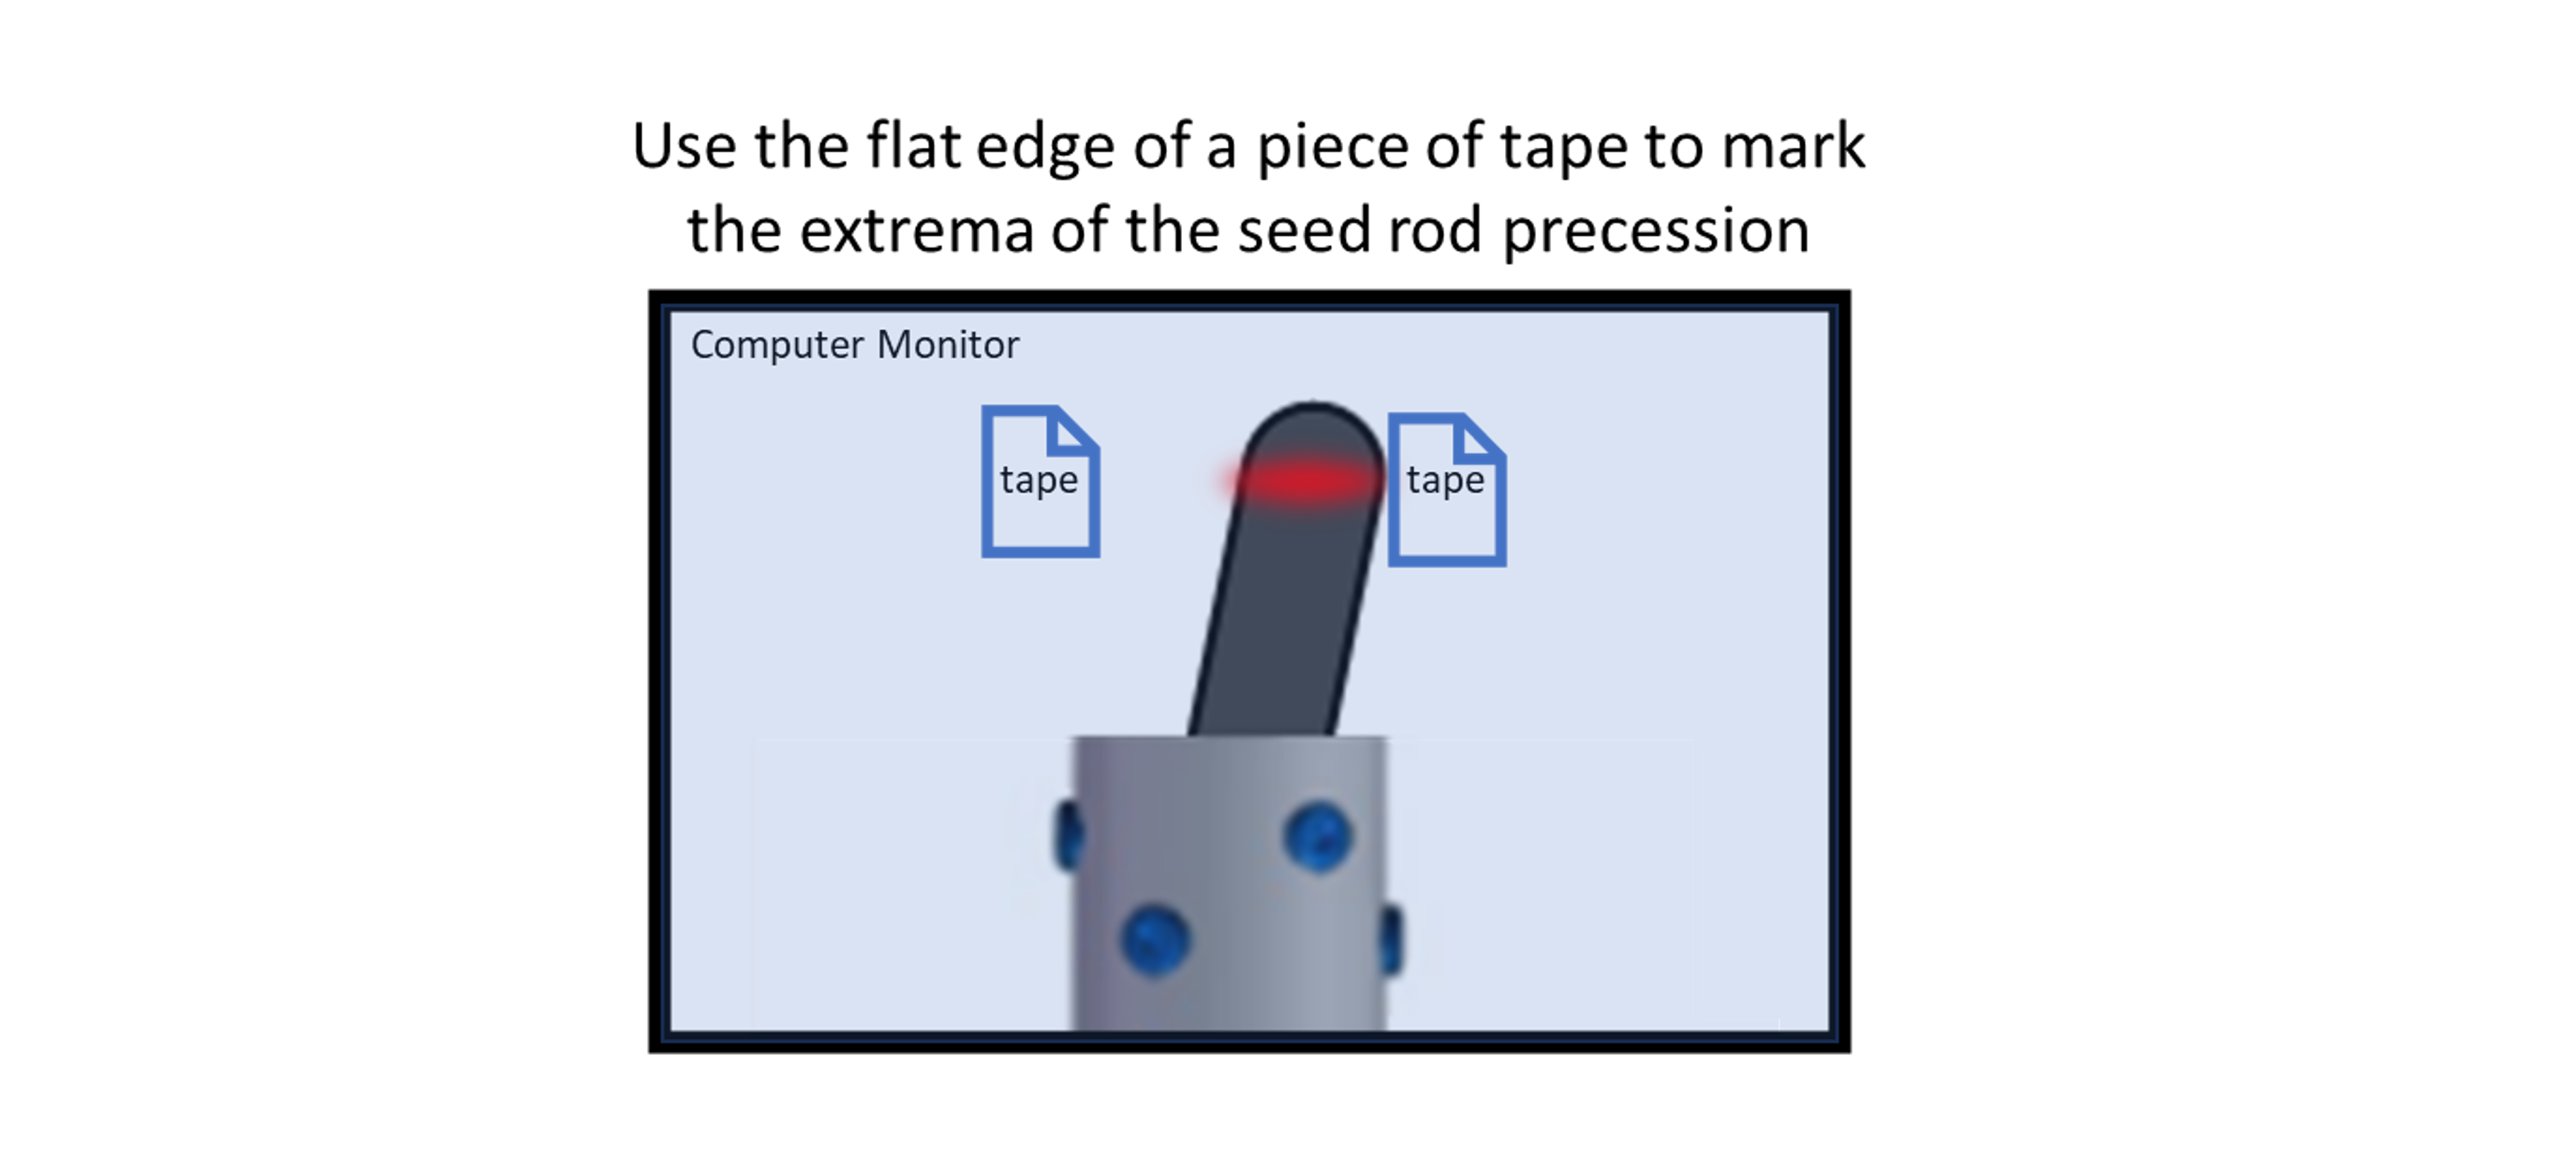 Use the flat edge of a piece of tape to mark
the extrema of the seed rod precession
Computer Monitor
tape
tape